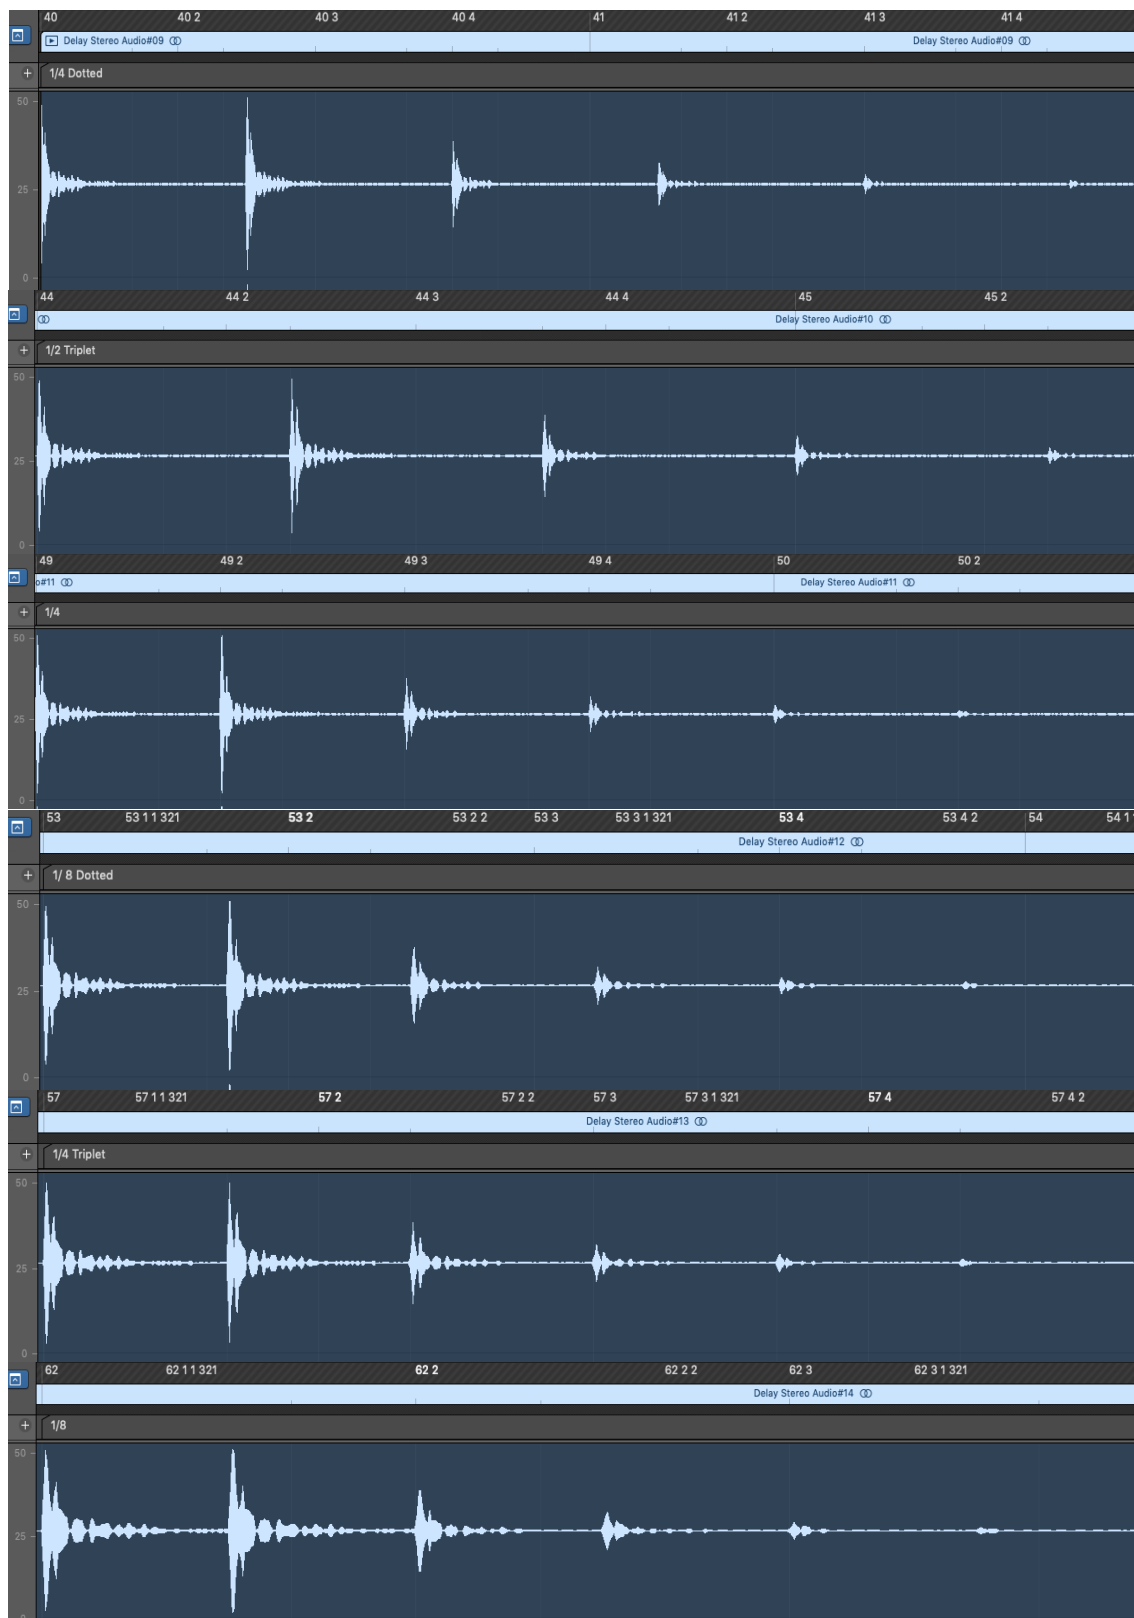 40 40 2 40 3 40 4 41 41 2 41 3 41 4
Delay Stereo Audio#09 Delay Stereo Audio#09
+ 1/4 Dotted
50
25
0
44 44 2 44 3 44 4 45 45 2
Delay Stereo Audio#10
+ 1/2 Triplet
50
25
0
49 49 2 49 3 49 4 50 50 2
o#11 Delay Stereo Audio#11
+ 1/4
50
25
0
53 53 1 1 321 53 2 53 2 2 53 3 53 3 1 321 53 4 53 4 2 54 54 1 1
Delay Stereo Audio#12
+ 1/ 8 Dotted
50
25
0
57 57 1 1 321 57 2 57 2 2 57 3 57 3 1 321 57 4 57 4 2
Delay Stereo Audio#13
+ 1/4 Triplet
50
25
0
62 62 1 1 321 62 2 62 2 2 62 3 62 3 1 321
Delay Stereo Audio#14
+ 1/8
50
25
0